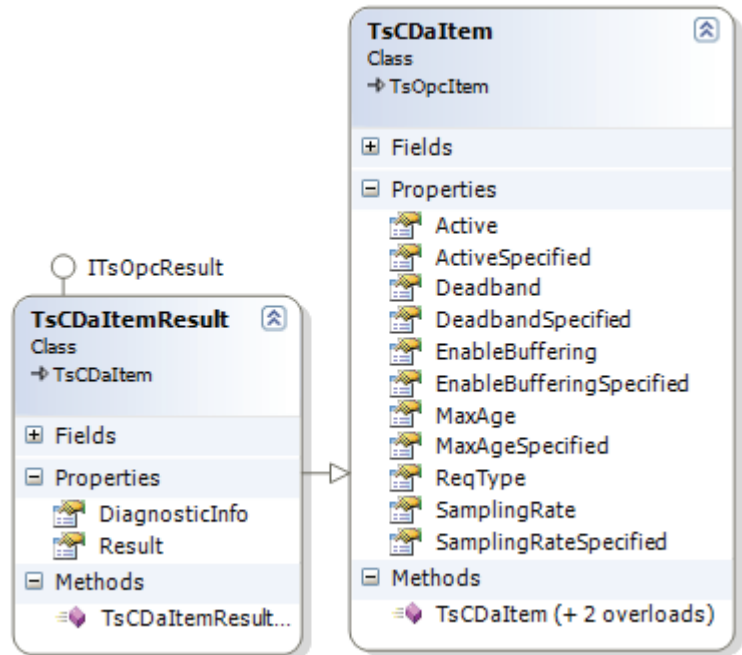 ITsOpcResult
TsCDaItemResult
Class
TsCDaItem
Fields
Properties
DiagnosticInfo
Result
Methods
TsCDaItemResult...
TsCDaItem
Class
TsOpcItem
Fields
Properties
Active
ActiveSpecified
Deadband
DeadbandSpecified
EnableBuffering
EnableBufferingSpecified
MaxAge
MaxAgeSpecified
ReqType
SamplingRate
SamplingRateSpecified
Methods
TsCDaItem (+ 2 overloads)